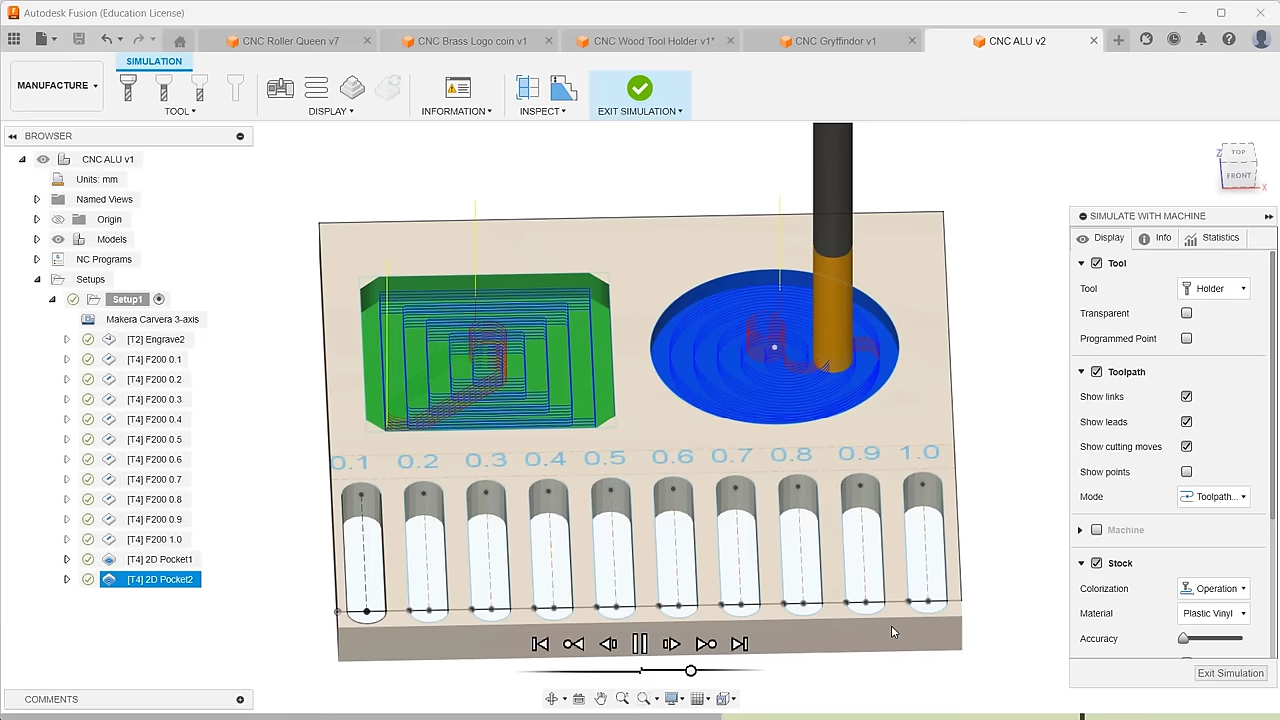 Autodesk Fusion (Education License)
CNC Roller Queen v7
CNC Brass Logo coin v1
CNC Wood Tool Holder v1*
CNC Gryffindor v1
CNC ALU v2
SIMULATION
MANUFACTURE
TOOL
DISPLAY
INFORMATION
INSPECT
EXIT SIMULATION
BROWSER
CNC ALU v1
Units: mm
Named Views
Origin
Models
NC Programs
Setups
Setup1
Makera Carvera 3-axis
[T2] Engrave2
[T4] F200 0.1
[T4] F200 0.2
[T4] F200 0.3
[T4] F200 0.4
[T4] F200 0.5
[T4] F200 0.6
[T4] F200 0.7
[T4] F200 0.8
[T4] F200 0.9
[T4] F200 1.0
[T4] 2D Pocket1
[T4] 2D Pocket2
COMMENTS
0.1 0.2 0.3 0.4 0.5 0.6 0.7 0.8 0.9 1.0
TOP
FRONT
Z
X
SIMULATE WITH MACHINE
Display Info Statistics
Tool
Tool Holder
Transparent
Programmed Point
Toolpath
Show links
Show leads
Show cutting moves
Show points
Mode Toolpath...
Machine
Stock
Colorization Operation
Material Plastic Vinyl
Accuracy
Exit Simulation